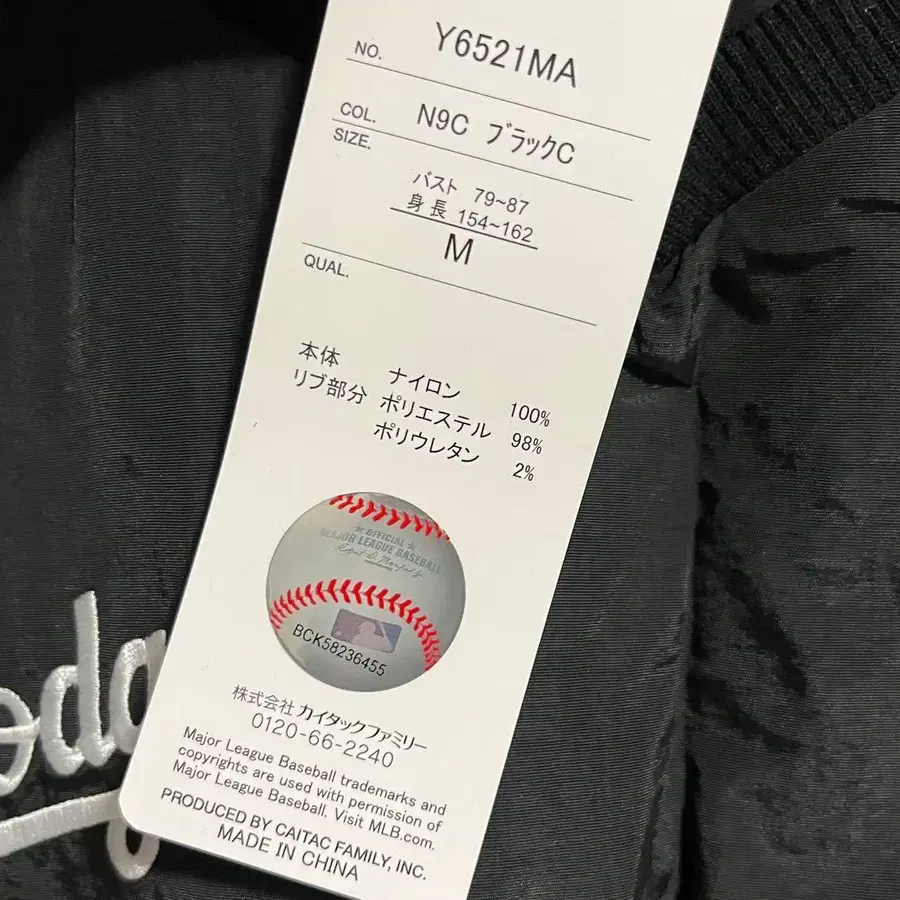 NO. Y6521MA
COL. N9C ブラックC
SIZE.
バスト 79~87
身長 154~162
M
QUAL.
本体 ナイロン 100%
リブ部分 ポリエステル 98%
ポリウレタン 2%
★ OFFICIAL ★
MAJOR LEAGUE BASEBALL
BCK58236455
株式会社カイタックファミリー
0120-66-2240
Major League Baseball trademarks and
copyrights are used with permission of
Major League Baseball. Visit MLB.com.
PRODUCED BY CAITAC FAMILY, INC.
MADE IN CHINA
odg